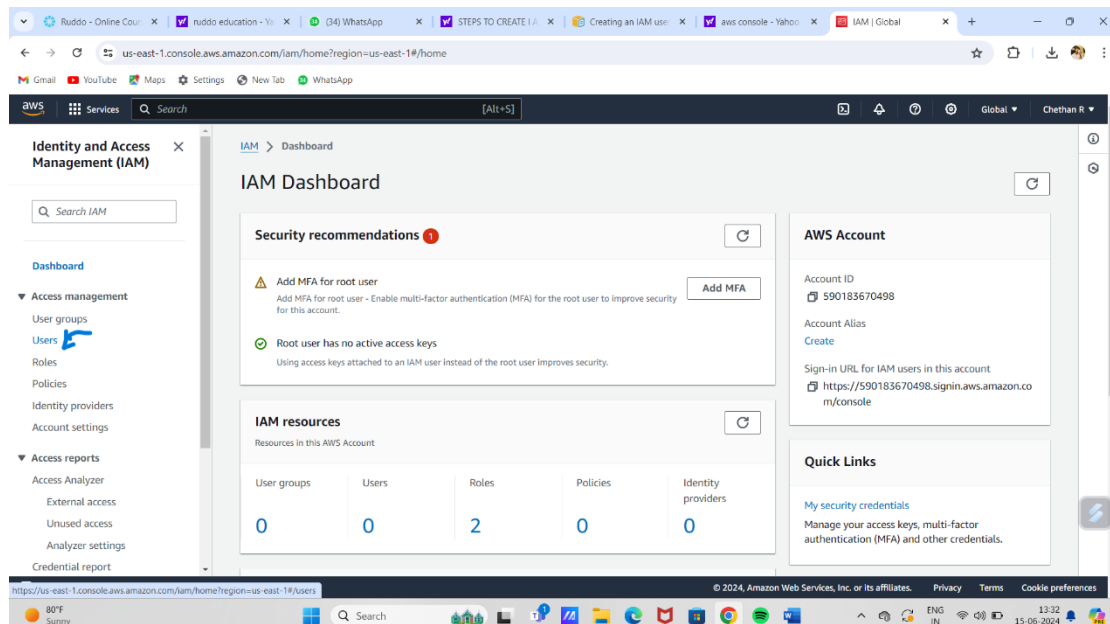 Ruddo - Online Cour
ruddo education - Ya
(34) WhatsApp
STEPS TO CREATE I A
Creating an IAM use
aws console - Yahoo
IAM | Global
us-east-1.console.aws.amazon.com/iam/home?region=us-east-1#/home
Gmail
YouTube
Maps
Settings
New Tab
WhatsApp
aws
Services
Search
[Alt+S]
Global
Chethan R
Identity and Access
Management (IAM)
Search IAM
Dashboard
Access management
User groups
Users
Roles
Policies
Identity providers
Account settings
Access reports
Access Analyzer
External access
Unused access
Analyzer settings
Credential report
IAM > Dashboard
IAM Dashboard
Security recommendations 1
Add MFA for root user
Add MFA for root user - Enable multi-factor authentication (MFA) for the root user to improve security
for this account.
Add MFA
Root user has no active access keys
Using access keys attached to an IAM user instead of the root user improves security.
IAM resources
Resources in this AWS Account
User groups
Users
Roles
Policies
Identity
providers
0
0
2
0
0
AWS Account
Account ID
590183670498
Account Alias
Create
Sign-in URL for IAM users in this account
https://590183670498.signin.aws.amazon.co
m/console
Quick Links
My security credentials
Manage your access keys, multi-factor
authentication (MFA) and other credentials.
https://us-east-1.console.aws.amazon.com/iam/home?region=us-east-1#/users
© 2024, Amazon Web Services, Inc. or its affiliates.
Privacy
Terms
Cookie preferences
80°F
Sunny
Search
ENG
IN
13:32
15-06-2024